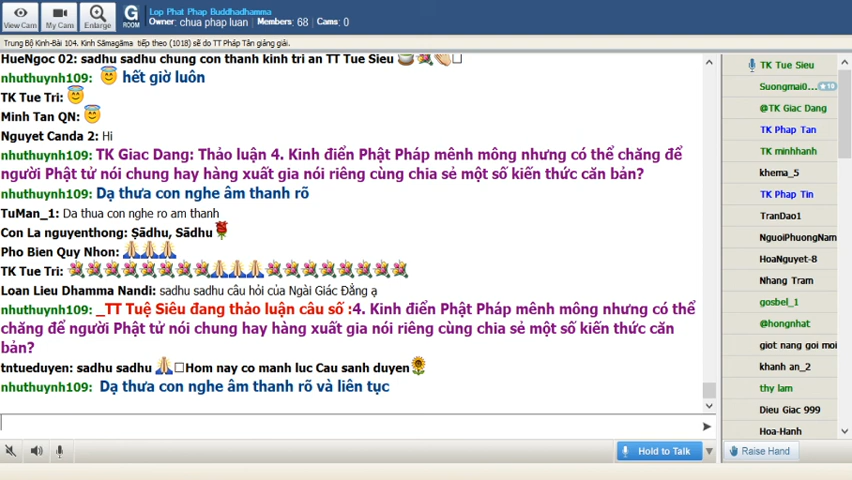 View Cam
My Cam
Enlarge
G
ROOM
Lop Phat Phap Buddhadhamma
Owner: chua phap luan Members: 68 Cams: 0
Trung Bộ Kinh-Bài 104. Kinh Sāmagāma tiếp theo (1018) sẽ do TT Pháp Tân giảng giải.
HueNgoc 02: sadhu sadhu chung con thanh kinh tri an TT Tue Sieu
nhuthuynh109: hết giờ luôn
TK Tue Tri:
Minh Tan QN:
Nguyet Canda 2: Hi
nhuthuynh109: TK Giac Dang: Thảo luận 4. Kinh điển Phật Pháp mênh mông nhưng có thể chăng để
người Phật tử nói chung hay hàng xuất gia nói riêng cùng chia sẻ một số kiến thức căn bản?
nhuthuynh109: Dạ thưa con nghe âm thanh rõ
TuMan_1: Da thua con nghe ro am thanh
Con La nguyenthong: Sādhu, Sādhu
Pho Bien Quy Nhon:
TK Tue Tri:
Loan Lieu Dhamma Nandi: sadhu sadhu câu hỏi của Ngài Giác Đẳng ạ
nhuthuynh109: _TT Tuệ Siêu đang thảo luận câu số :4. Kinh điển Phật Pháp mênh mông nhưng có thể
chăng để người Phật tử nói chung hay hàng xuất gia nói riêng cùng chia sẻ một số kiến thức căn
bản?
tntueduyen: sadhu sadhu Hom nay co manh luc Cau sanh duyen
nhuthuynh109: Dạ thưa con nghe âm thanh rõ và liên tục
TK Tue Sieu
Suongmai0... ★10
@TK Giac Dang
TK Phap Tan
TK minhhanh
khema_5
TK Phap Tin
TranDao1
NguoiPhuongNam
HoaNguyet-8
Nhang Tram
gosbel_1
@hongnhat
giot nang goi moi
khanh an_2
thy lam
Dieu Giac 999
Hoa-Hanh
Hold to Talk
Raise Hand